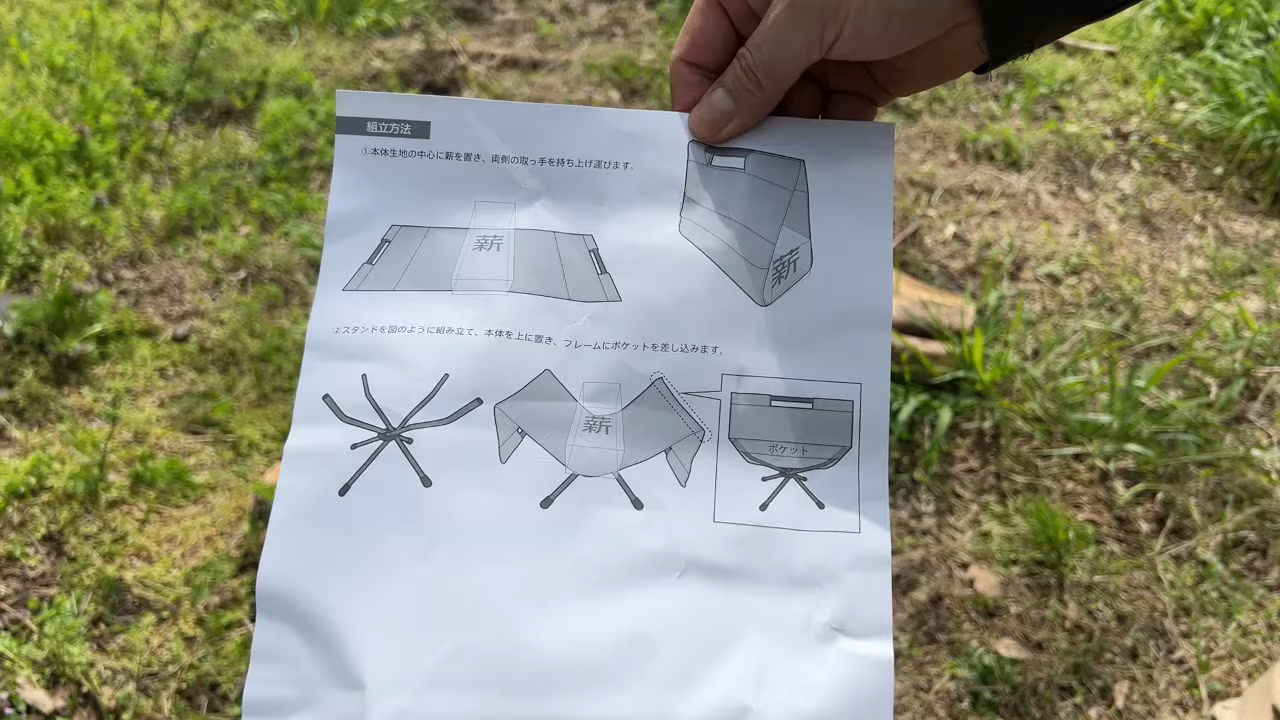 組立方法
①本体生地の中心に薪を置き、両側の取っ手を持ち上げ運びます。
薪
薪
②スタンドを図のように組み立て、本体を上に置き、フレームにポケットを差し込みます。
薪
ポケット